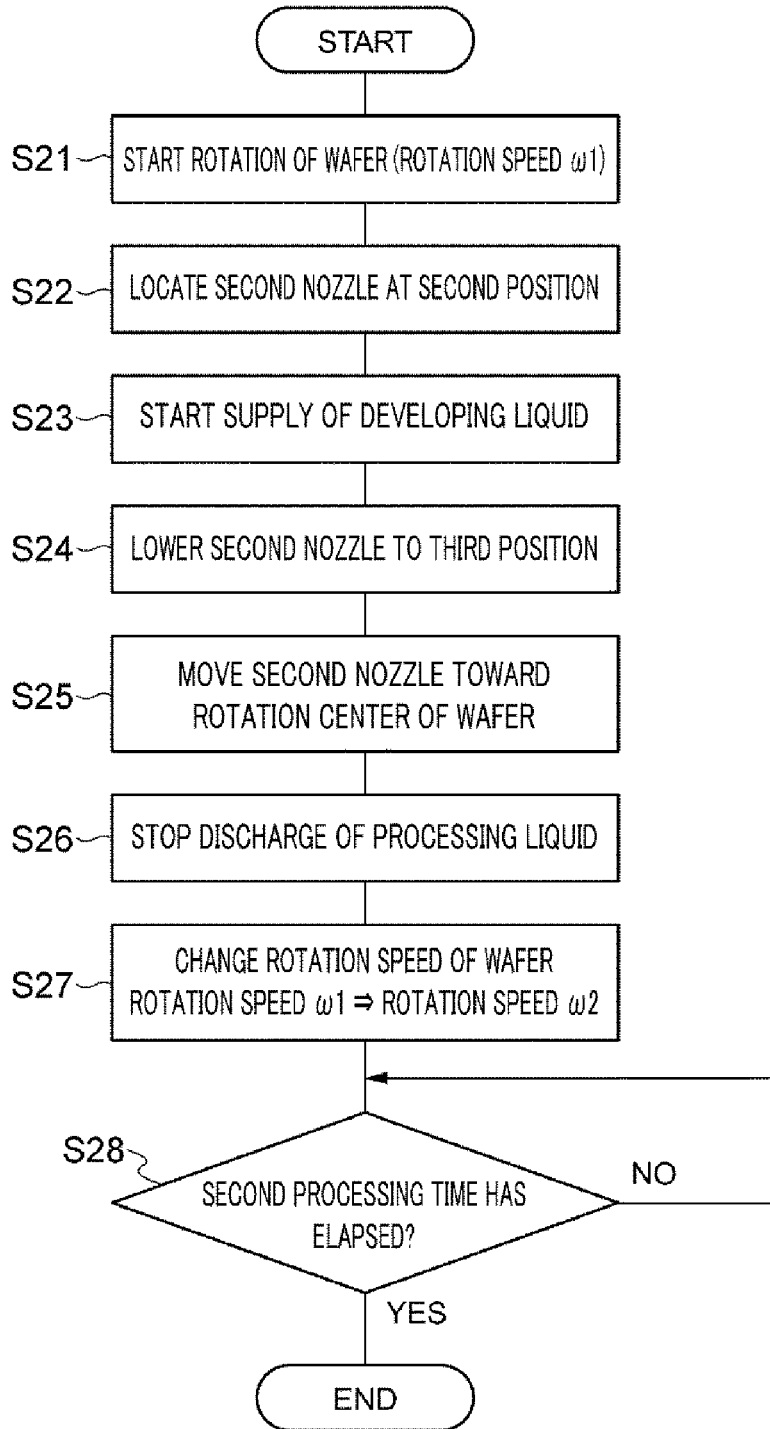 START
S21
START ROTATION OF WAFER (ROTATION SPEED ω1)
S22
LOCATE SECOND NOZZLE AT SECOND POSITION
S23
START SUPPLY OF DEVELOPING LIQUID
S24
LOWER SECOND NOZZLE TO THIRD POSITION
S25
MOVE SECOND NOZZLE TOWARD
ROTATION CENTER OF WAFER
S26
STOP DISCHARGE OF PROCESSING LIQUID
S27
CHANGE ROTATION SPEED OF WAFER
ROTATION SPEED ω1 ⇒ ROTATION SPEED ω2
S28
SECOND PROCESSING TIME HAS
ELAPSED?
NO
YES
END